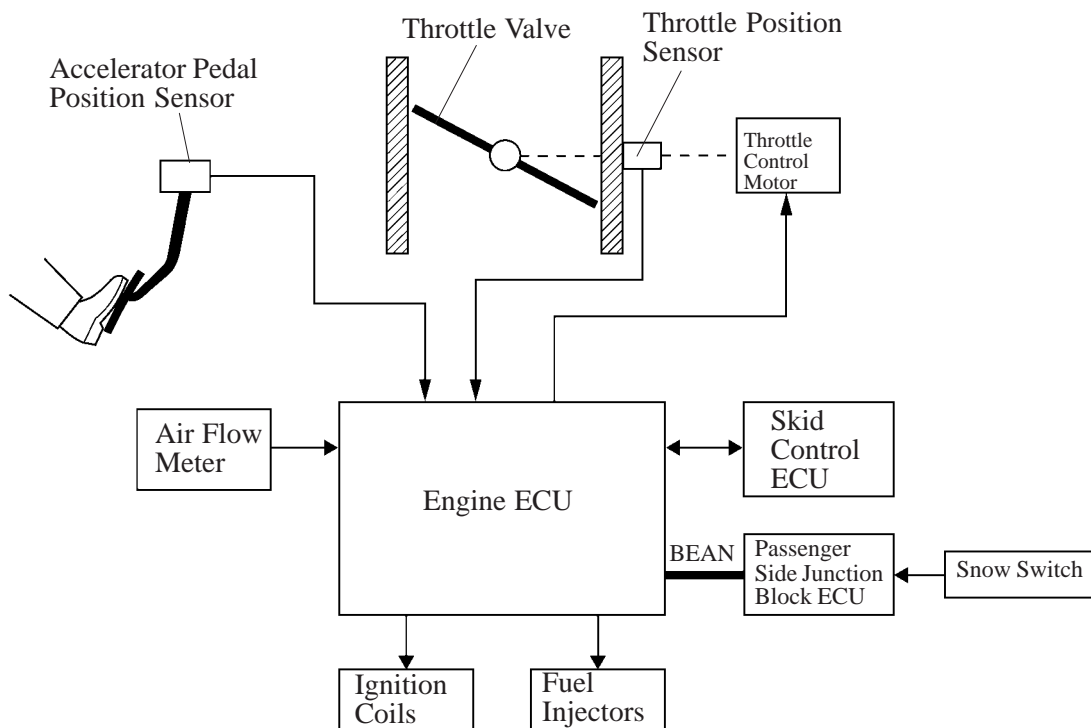 Throttle Valve
Throttle Position
Sensor
Accelerator Pedal
Position Sensor
Throttle
Control
Motor
Air Flow
Meter
Engine ECU
Skid
Control
ECU
BEAN
Passenger
Side Junction
Block ECU
Snow Switch
Ignition
Coils
Fuel
Injectors